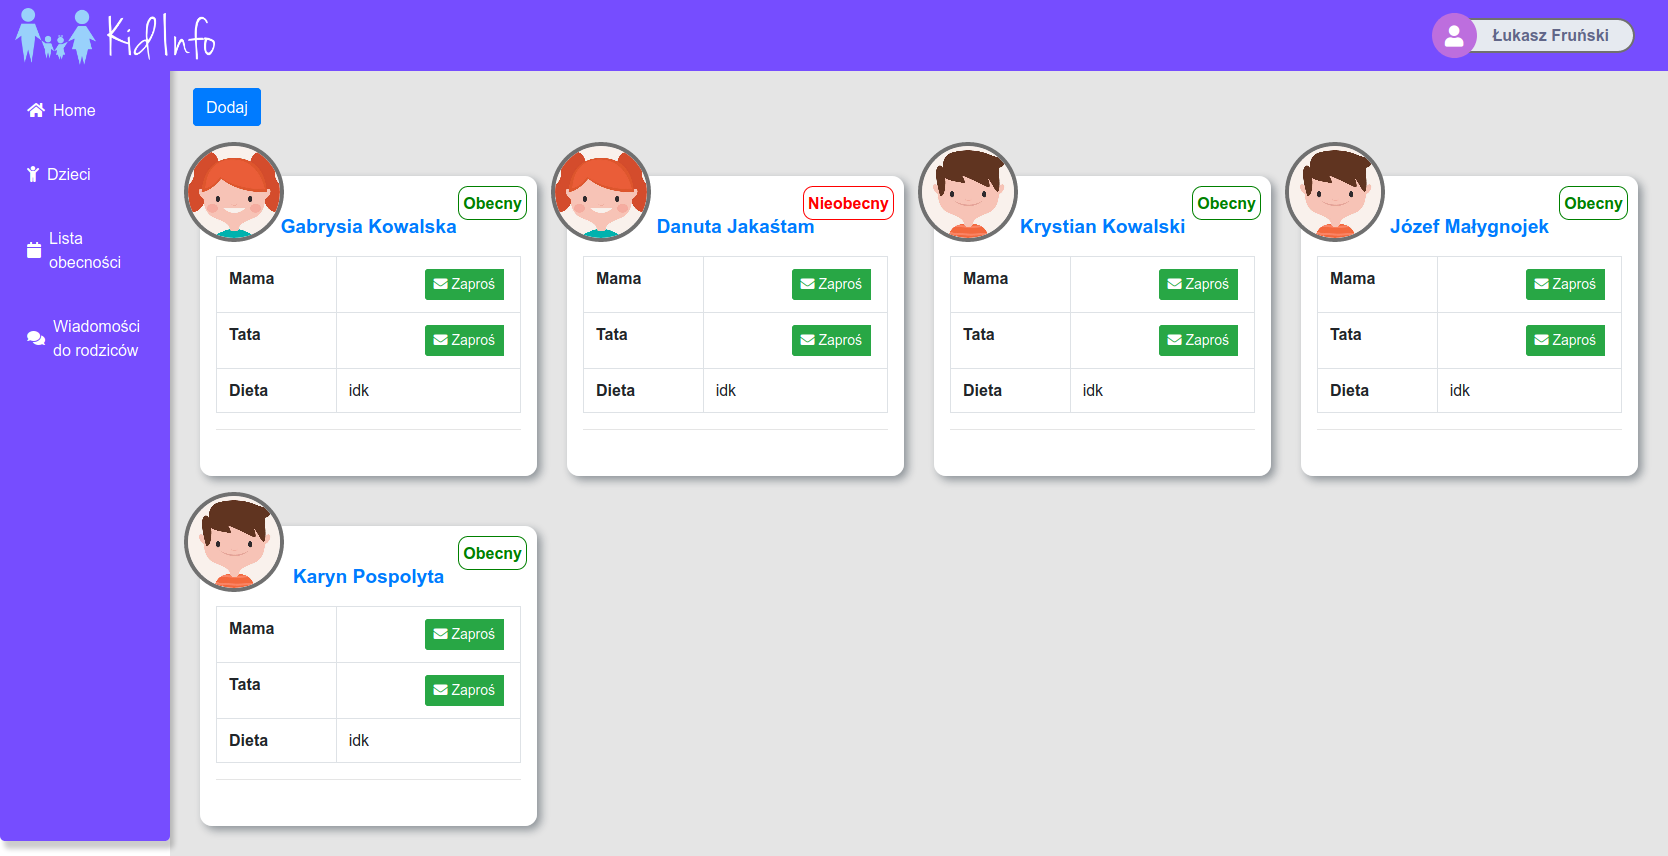 KidInfo
Łukasz Fruński
Home
Dzieci
Lista
obecności
Wiadomości
do rodziców
Dodaj
Obecny
Gabrysia Kowalska
Mama
Zaproś
Tata
Zaproś
Dieta
idk
Nieobecny
Danuta Jakaśtam
Mama
Zaproś
Tata
Zaproś
Dieta
idk
Obecny
Krystian Kowalski
Mama
Zaproś
Tata
Zaproś
Dieta
idk
Obecny
Józef Małygnojek
Mama
Zaproś
Tata
Zaproś
Dieta
idk
Obecny
Karyn Pospolyta
Mama
Zaproś
Tata
Zaproś
Dieta
idk